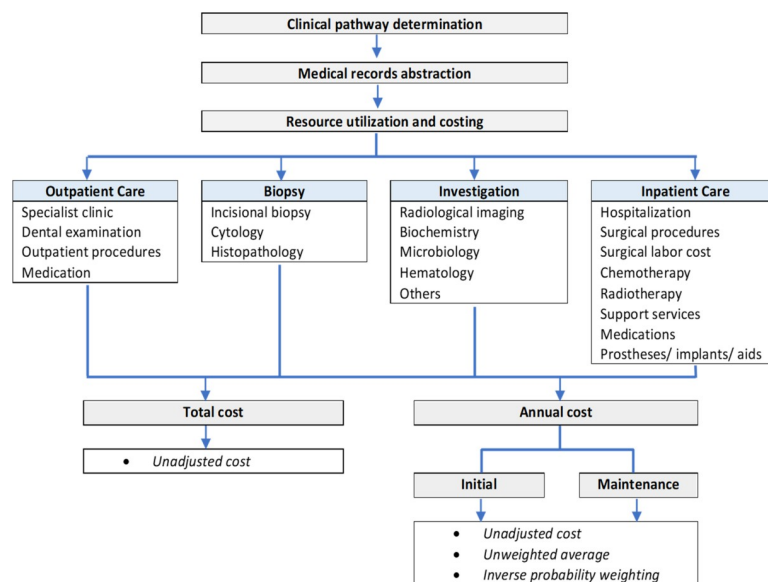 Clinical pathway determination
Medical records abstraction
Resource utilization and costing
Outpatient Care
Specialist clinic
Dental examination
Outpatient procedures
Medication
Biopsy
Incisional biopsy
Cytology
Histopathology
Investigation
Radiological imaging
Biochemistry
Microbiology
Hematology
Others
Inpatient Care
Hospitalization
Surgical procedures
Surgical labor cost
Chemotherapy
Radiotherapy
Support services
Medications
Prostheses/ implants/ aids
Total cost
• Unadjusted cost
Annual cost
Initial
Maintenance
• Unadjusted cost
• Unweighted average
• Inverse probability weighting